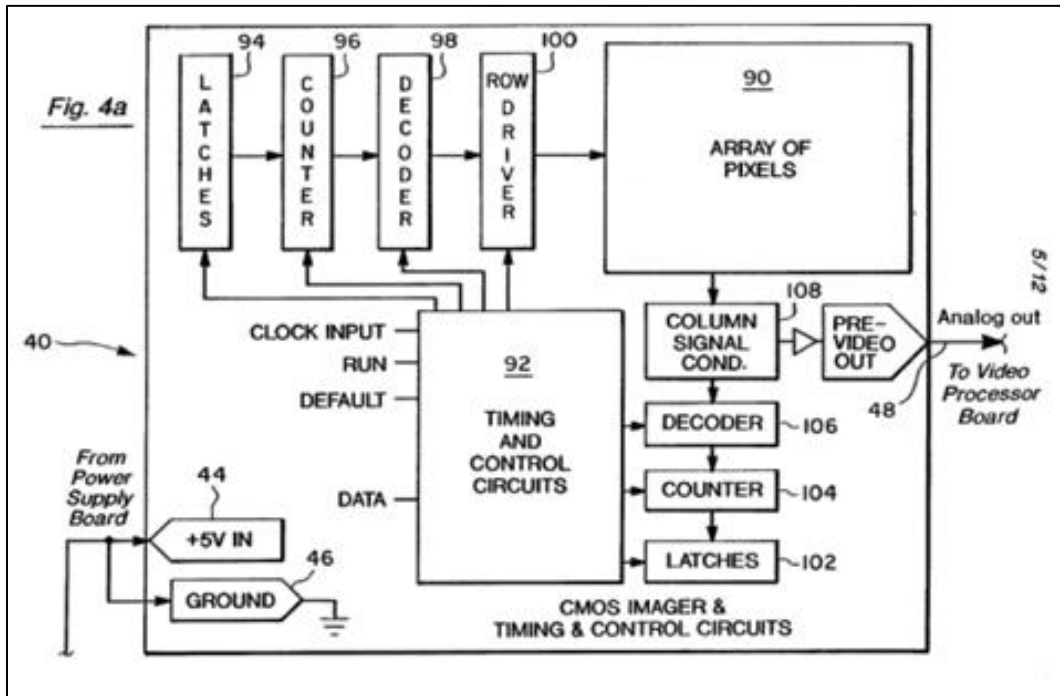 Fig. 4a
94
96
98
100
LATCHES
COUNTER
DECODER
ROW
DRIVER
90
ARRAY OF
PIXELS
5/12
40
CLOCK INPUT
RUN
DEFAULT
DATA
92
TIMING
AND
CONTROL
CIRCUITS
108
COLUMN
SIGNAL
COND.
PRE-
VIDEO
OUT
Analog out
48
To Video
Processor
Board
DECODER
106
COUNTER
104
LATCHES
102
From
Power
Supply
Board
44
+5V IN
46
GROUND
CMOS IMAGER &
TIMING & CONTROL CIRCUITS